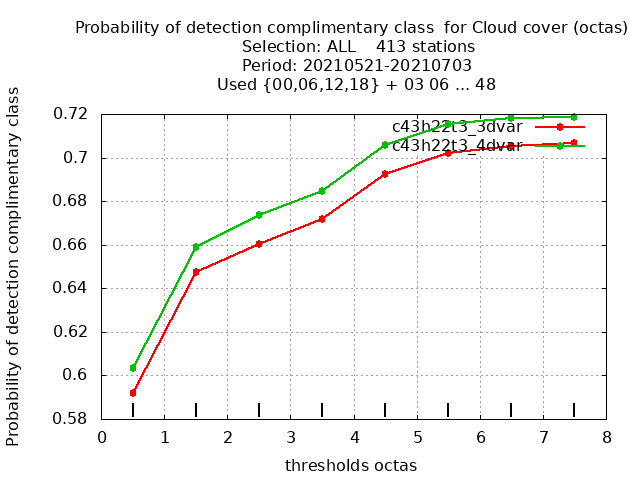 Probability of detection complimentary class  for Cloud cover (octas)
Selection: ALL    413 stations
Period: 20210521-20210703
Used {00,06,12,18} + 03 06 ... 48
Probability of detection complimentary class
0.72
0.7
0.68
0.66
0.64
0.62
0.6
0.58
c43h22t3_3dvar
c43h22t3_4dvar
0 1 2 3 4 5 6 7 8
thresholds octas